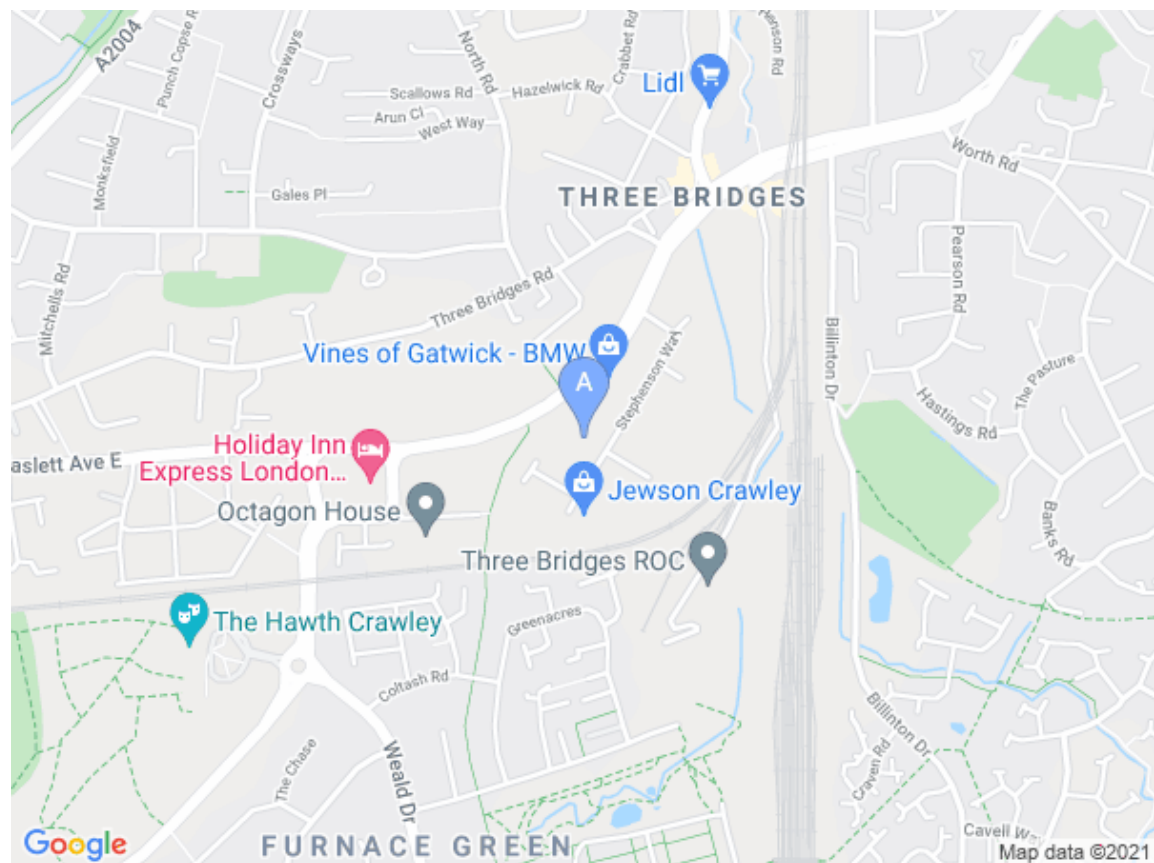 A2004
Punch Copse R
Crossways
North Rd
Crabbet Rd
henson Rd
Lidl
Scallows Rd
Hazelwick Rd
Arun Cl
West Way
Monksfield
Gales Pl
THREE BRIDGES
Worth Rd
Pearson Rd
Mitchells Rd
Three Bridges Rd
Billinton Dr
Vines of Gatwick - BMW
Stephenson Way
The Pasture
A
Hastings Rd
Holiday Inn
Express London...
aslett Ave E
Jewson Crawley
Octagon House
Banks Rd
Three Bridges ROC
Greenacres
The Hawth Crawley
Coltash Rd
Billinton Dr
Weald Dr
The Chase
Craven Rd
Cavell W
FURNACE GREEN
Google
Map data ©2021